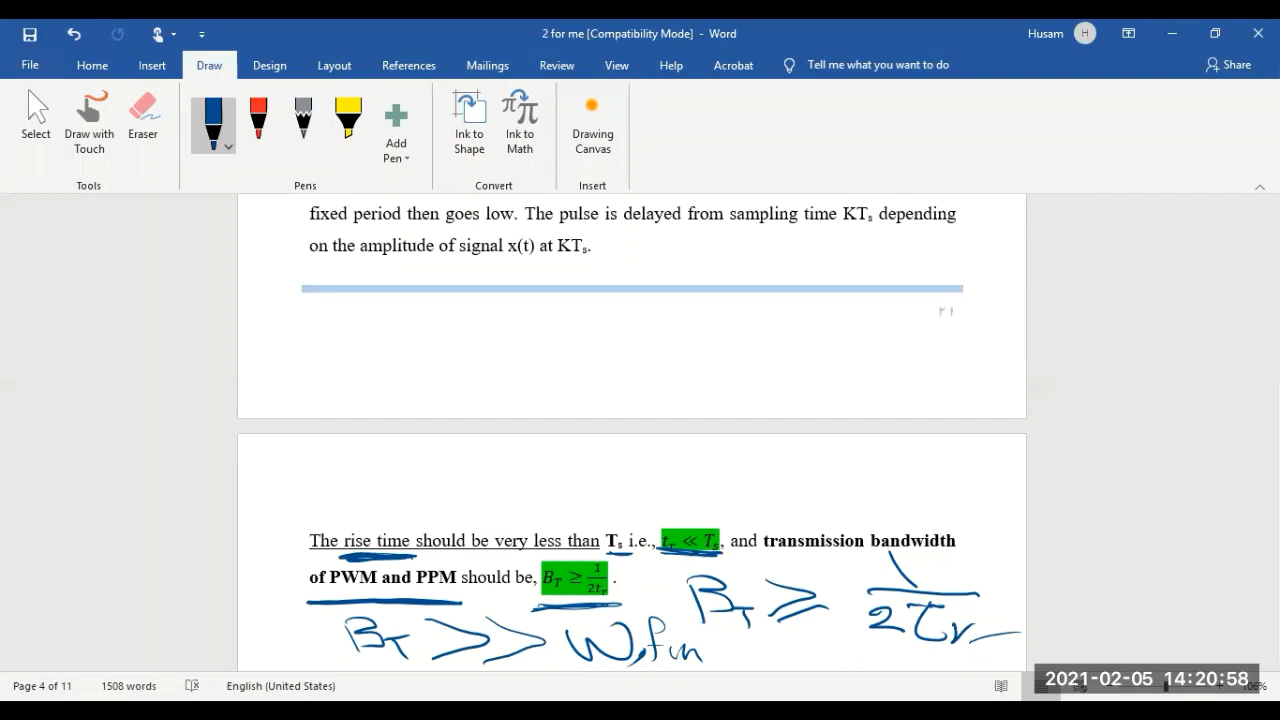 2 for me [Compatibility Mode] - Word
Husam H
File Home Insert Draw Design Layout References Mailings Review View Help Acrobat Tell me what you want to do Share
Select Draw with Touch Eraser
Add Pen
Ink to Shape Ink to Math Drawing Canvas
Tools Pens Convert Insert
fixed period then goes low. The pulse is delayed from sampling time KTₛ depending
on the amplitude of signal x(t) at KTₛ.
٢١
The rise time should be very less than Tₛ i.e., tᵣ ≪ Tₛ, and transmission bandwidth
of PWM and PPM should be, B_T ≥ 1/2tᵣ .
B_T ≥ 1/2τr
B_T >> W, fm
Page 4 of 11 1508 words English (United States)
2021-02-05 14:20:58